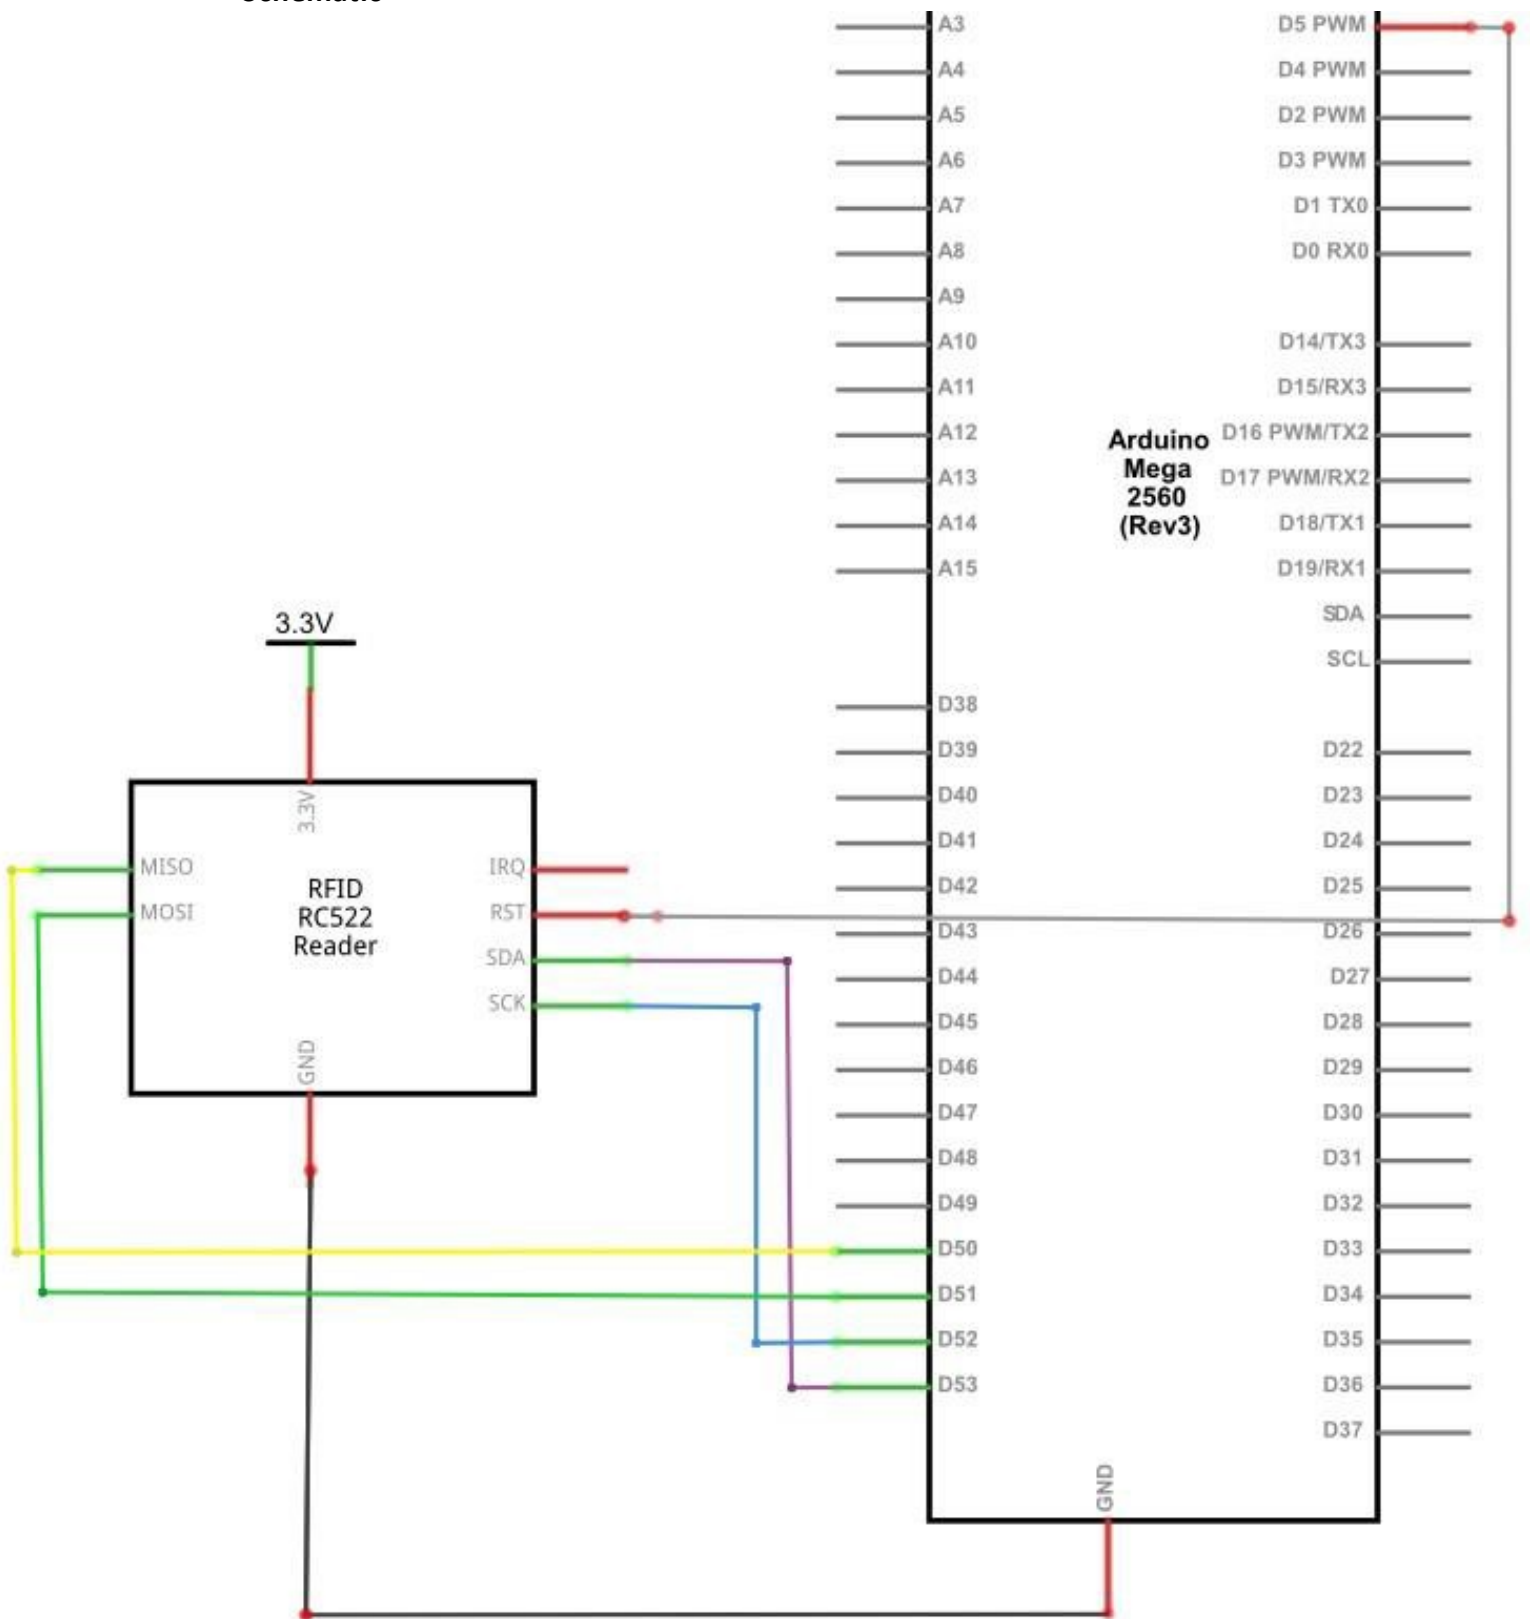 A3
A4
A5
A6
A7
A8
A9
A10
A11
A12
A13
A14
A15
D38
D39
D40
D41
D42
D43
D44
D45
D46
D47
D48
D49
D50
D51
D52
D53
D5 PWM
D4 PWM
D2 PWM
D3 PWM
D1 TX0
D0 RX0
D14/TX3
D15/RX3
D16 PWM/TX2
D17 PWM/RX2
D18/TX1
D19/RX1
SDA
SCL
D22
D23
D24
D25
D26
D27
D28
D29
D30
D31
D32
D33
D34
D35
D36
D37
GND
Arduino
Mega
2560
(Rev3)
3.3V
3.3V
MISO
MOSI
RFID
RC522
Reader
IRQ
RST
SDA
SCK
GND